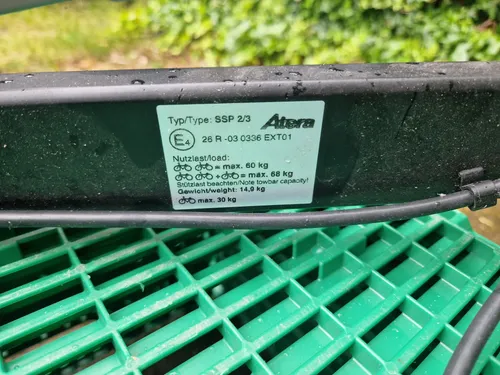 Typ/Type: SSP 2/3
Atera
E4
26 R -03 0336 EXT01
Nutzlast/load:
= max. 60 kg
+ = max. 68 kg
Stützlast beachten/Note towbar capacity!
Gewicht/weight: 14,9 kg
max. 30 kg